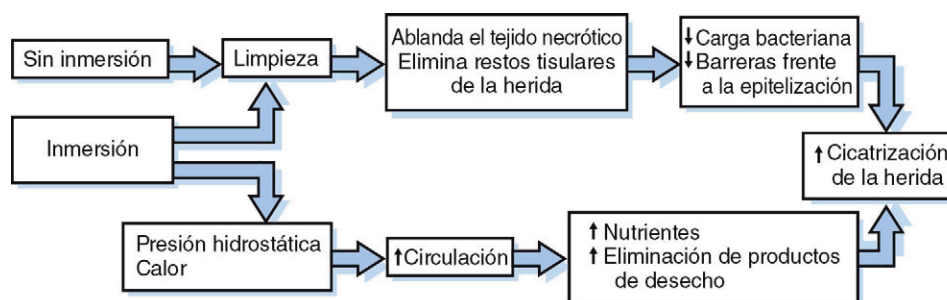 Sin inmersión
Limpieza
Ablanda el tejido necrótico
Elimina restos tisulares
de la herida
↓ Carga bacteriana
↓ Barreras frente
a la epitelización
Inmersión
↑ Cicatrización
de la herida
Presión hidrostática
Calor
↑ Circulación
↑ Nutrientes
↑ Eliminación de productos
de desecho